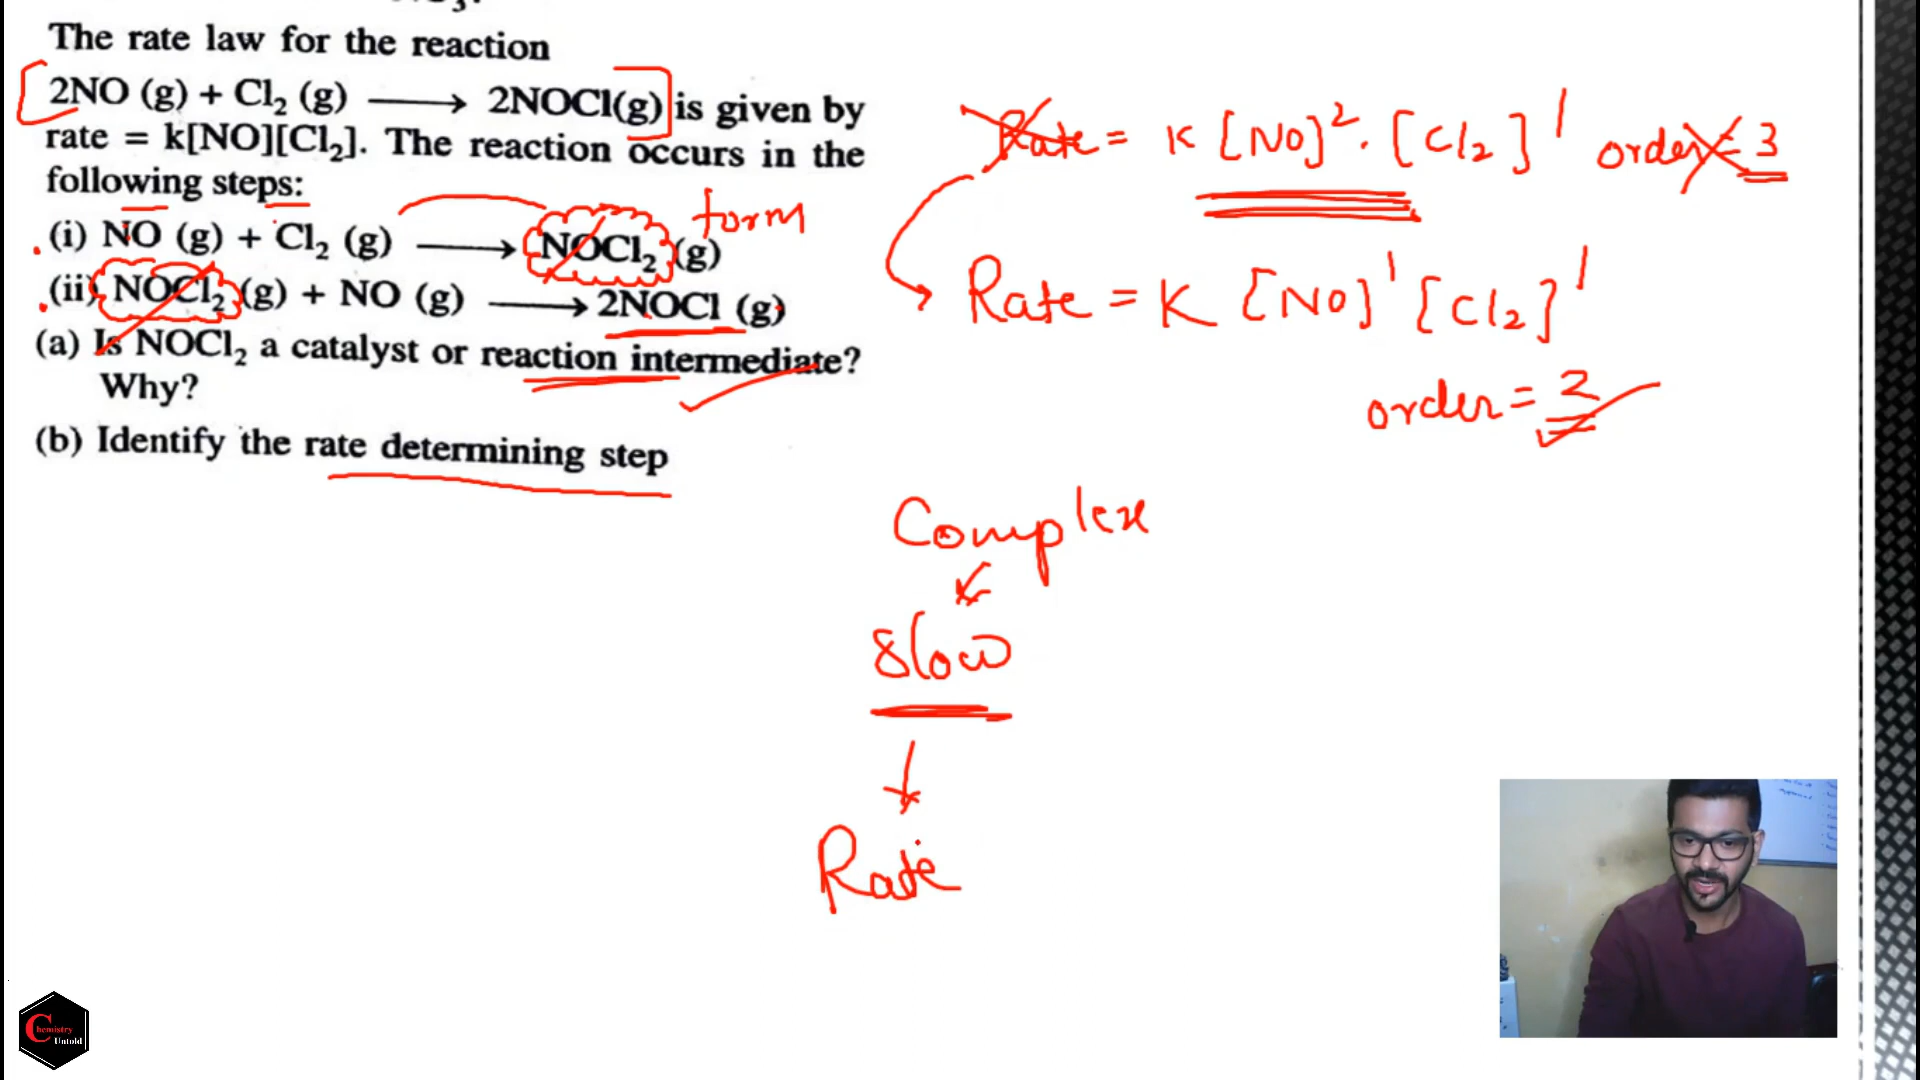 The rate law for the reaction
2NO (g) + Cl₂ (g) ⟶ 2NOCl(g) is given by
rate = k[NO][Cl₂]. The reaction occurs in the
following steps:
(i) NO (g) + Cl₂ (g) ⟶ NOCl₂ (g)
form
(ii) NOCl₂ (g) + NO (g) ⟶ 2NOCl (g)
(a) Is NOCl₂ a catalyst or reaction intermediate?
Why?
(b) Identify the rate determining step
Rate = K [NO]² . [Cl₂]¹ order = 3
Rate = K [NO]¹ [Cl₂]¹
order = 2
Complex
Slow
Rate
Chemistry
Untold